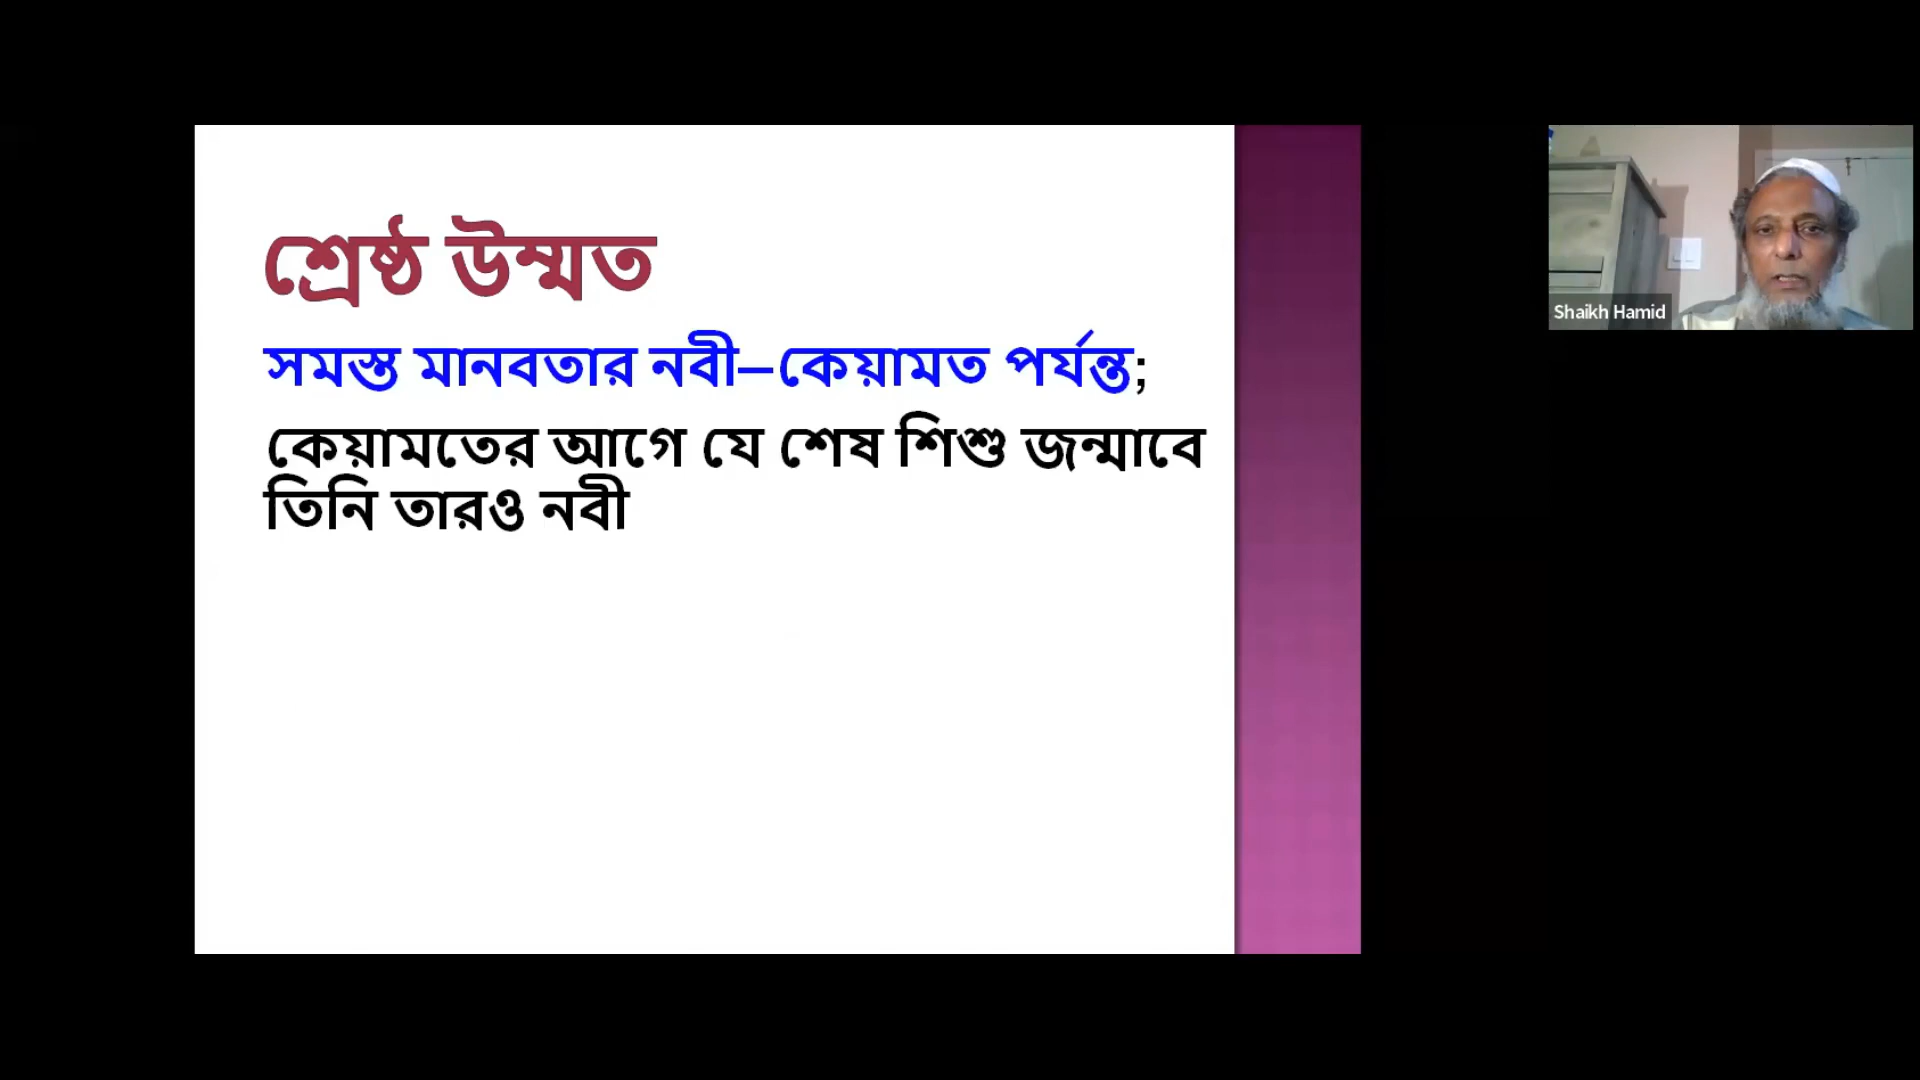 শ্রেষ্ঠ উম্মত
সমস্ত মানবতার নবী—কেয়ামত পর্যন্ত;
কেয়ামতের আগে যে শেষ শিশু জন্মাবে
তিনি তারও নবী
Shaikh Hamid